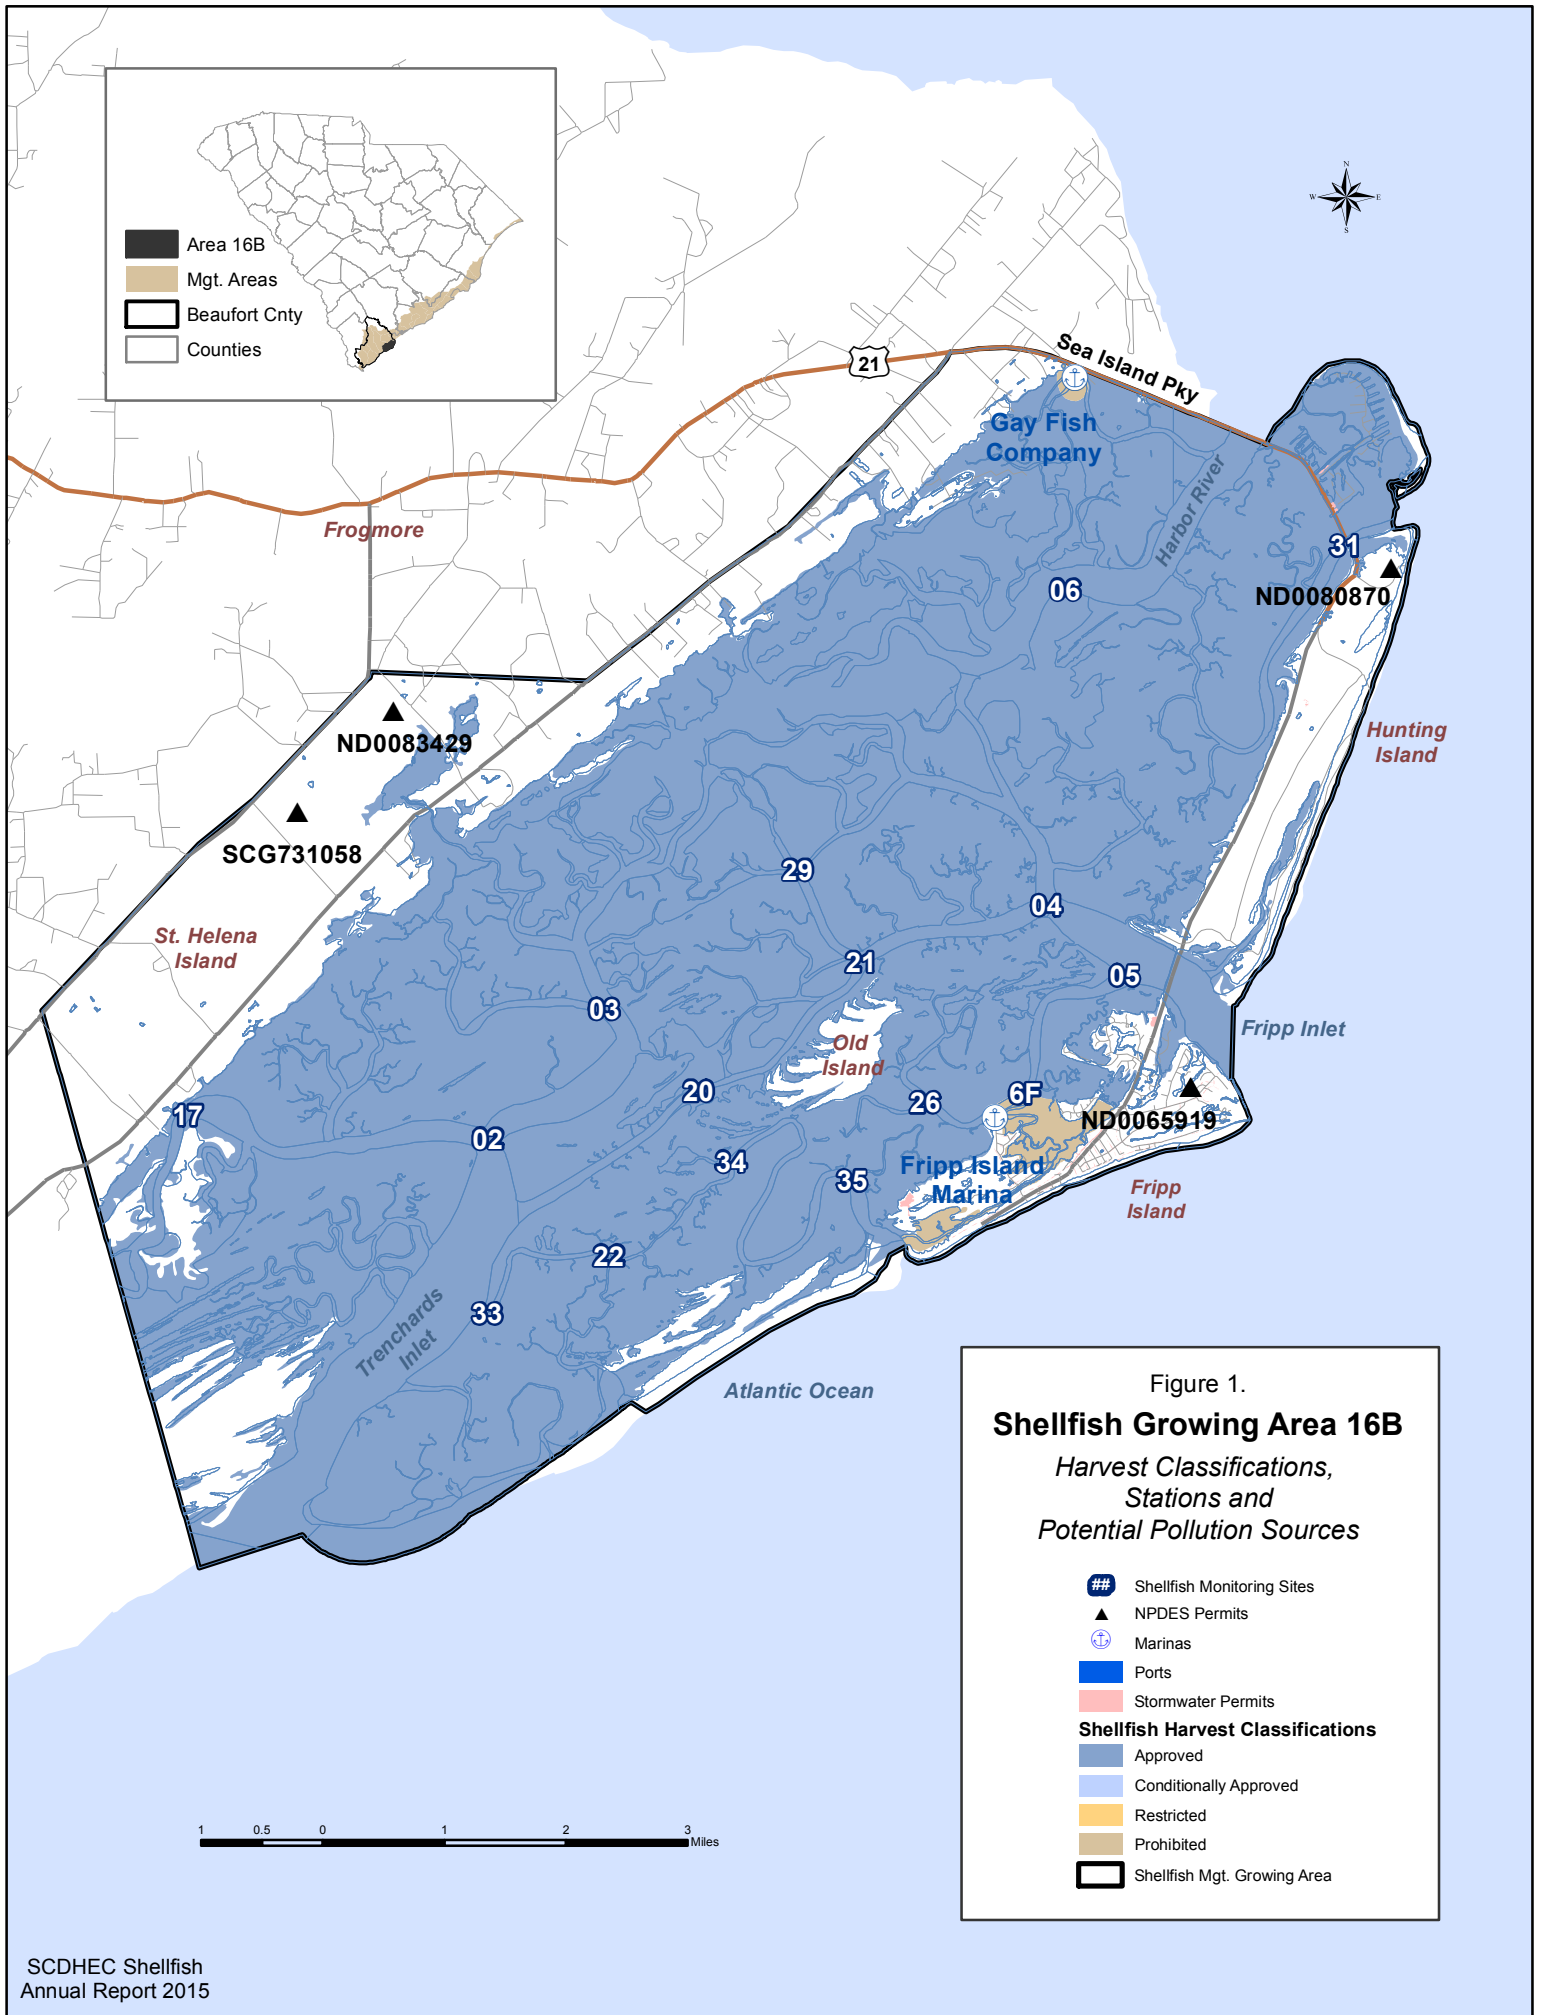 Area 16B
Mgt. Areas
Beaufort Cnty
Counties
N
W
E
S
21
Sea Island Pky
Gay Fish
Company
Harbor River
Frogmore
31
06
ND0080870
ND0083429
Hunting
Island
SCG731058
29
04
St. Helena
Island
21
05
03
Fripp Inlet
Old
Island
20
26
6F
17
ND0065919
02
34
Fripp Island
Marina
35
Fripp
Island
22
33
Trenchards
Inlet
Atlantic Ocean
Figure 1.
Shellfish Growing Area 16B
Harvest Classifications,
Stations and
Potential Pollution Sources
## Shellfish Monitoring Sites
NPDES Permits
Marinas
Ports
Stormwater Permits
Shellfish Harvest Classifications
Approved
Conditionally Approved
Restricted
Prohibited
Shellfish Mgt. Growing Area
1 0.5 0 1 2 3
Miles
SCDHEC Shellfish
Annual Report 2015